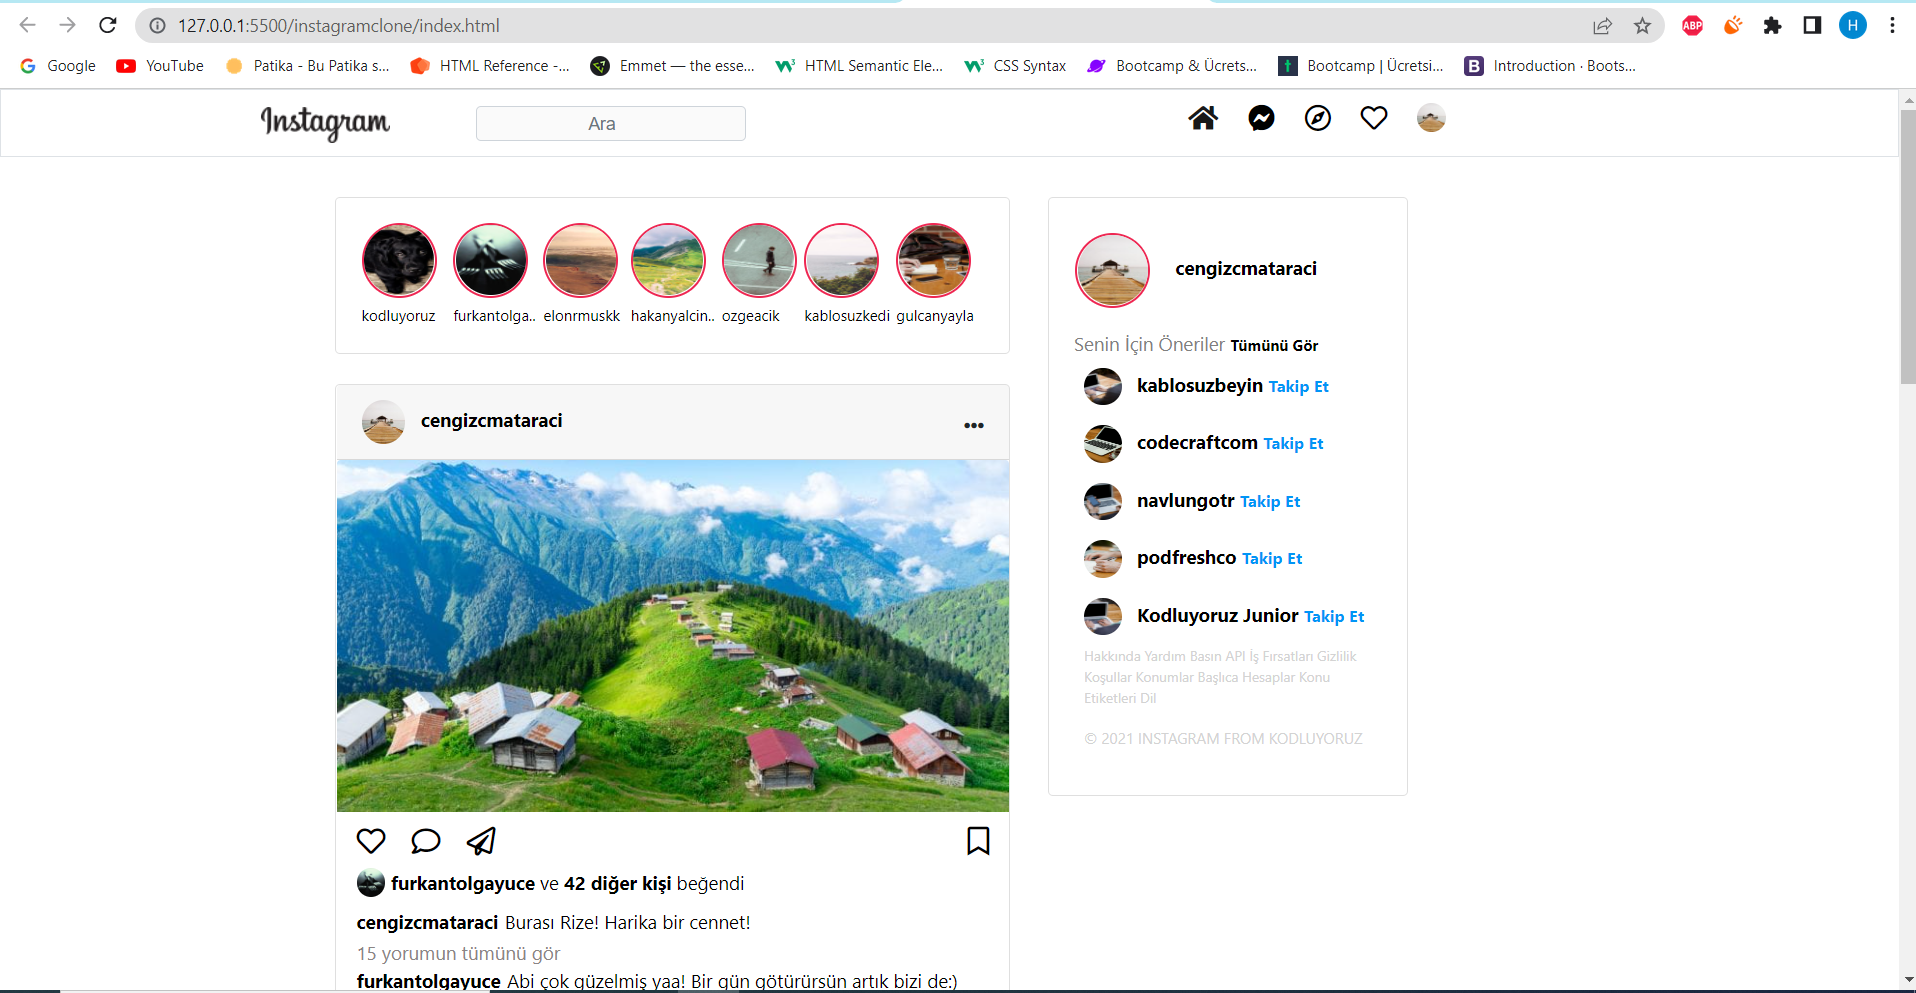 127.0.0.1:5500/instagramclone/index.html
ABP
H
Google YouTube Patika - Bu Patika s... HTML Reference -... Emmet — the esse... HTML Semantic Ele... CSS Syntax Bootcamp & Ücrets... Bootcamp | Ücretsi... Introduction · Boots...
Instagram
Ara
kodluyoruz furkantolga.. elonrmuskk hakanyalcin.. ozgeacik kablosuzkedi gulcanyayla
cengizcmataraci
•••
furkantolgayuce ve 42 diğer kişi beğendi
cengizcmataraci Burası Rize! Harika bir cennet!
15 yorumun tümünü gör
furkantolgayuce Abi çok güzelmiş yaa! Bir gün götürürsün artık bizi de:)
cengizcmataraci
Senin İçin Öneriler Tümünü Gör
kablosuzbeyin Takip Et
codecraftcom Takip Et
navlungotr Takip Et
podfreshco Takip Et
Kodluyoruz Junior Takip Et
Hakkında Yardım Basın API İş Fırsatları Gizlilik
Koşullar Konumlar Başlıca Hesaplar Konu
Etiketleri Dil
© 2021 INSTAGRAM FROM KODLUYORUZ